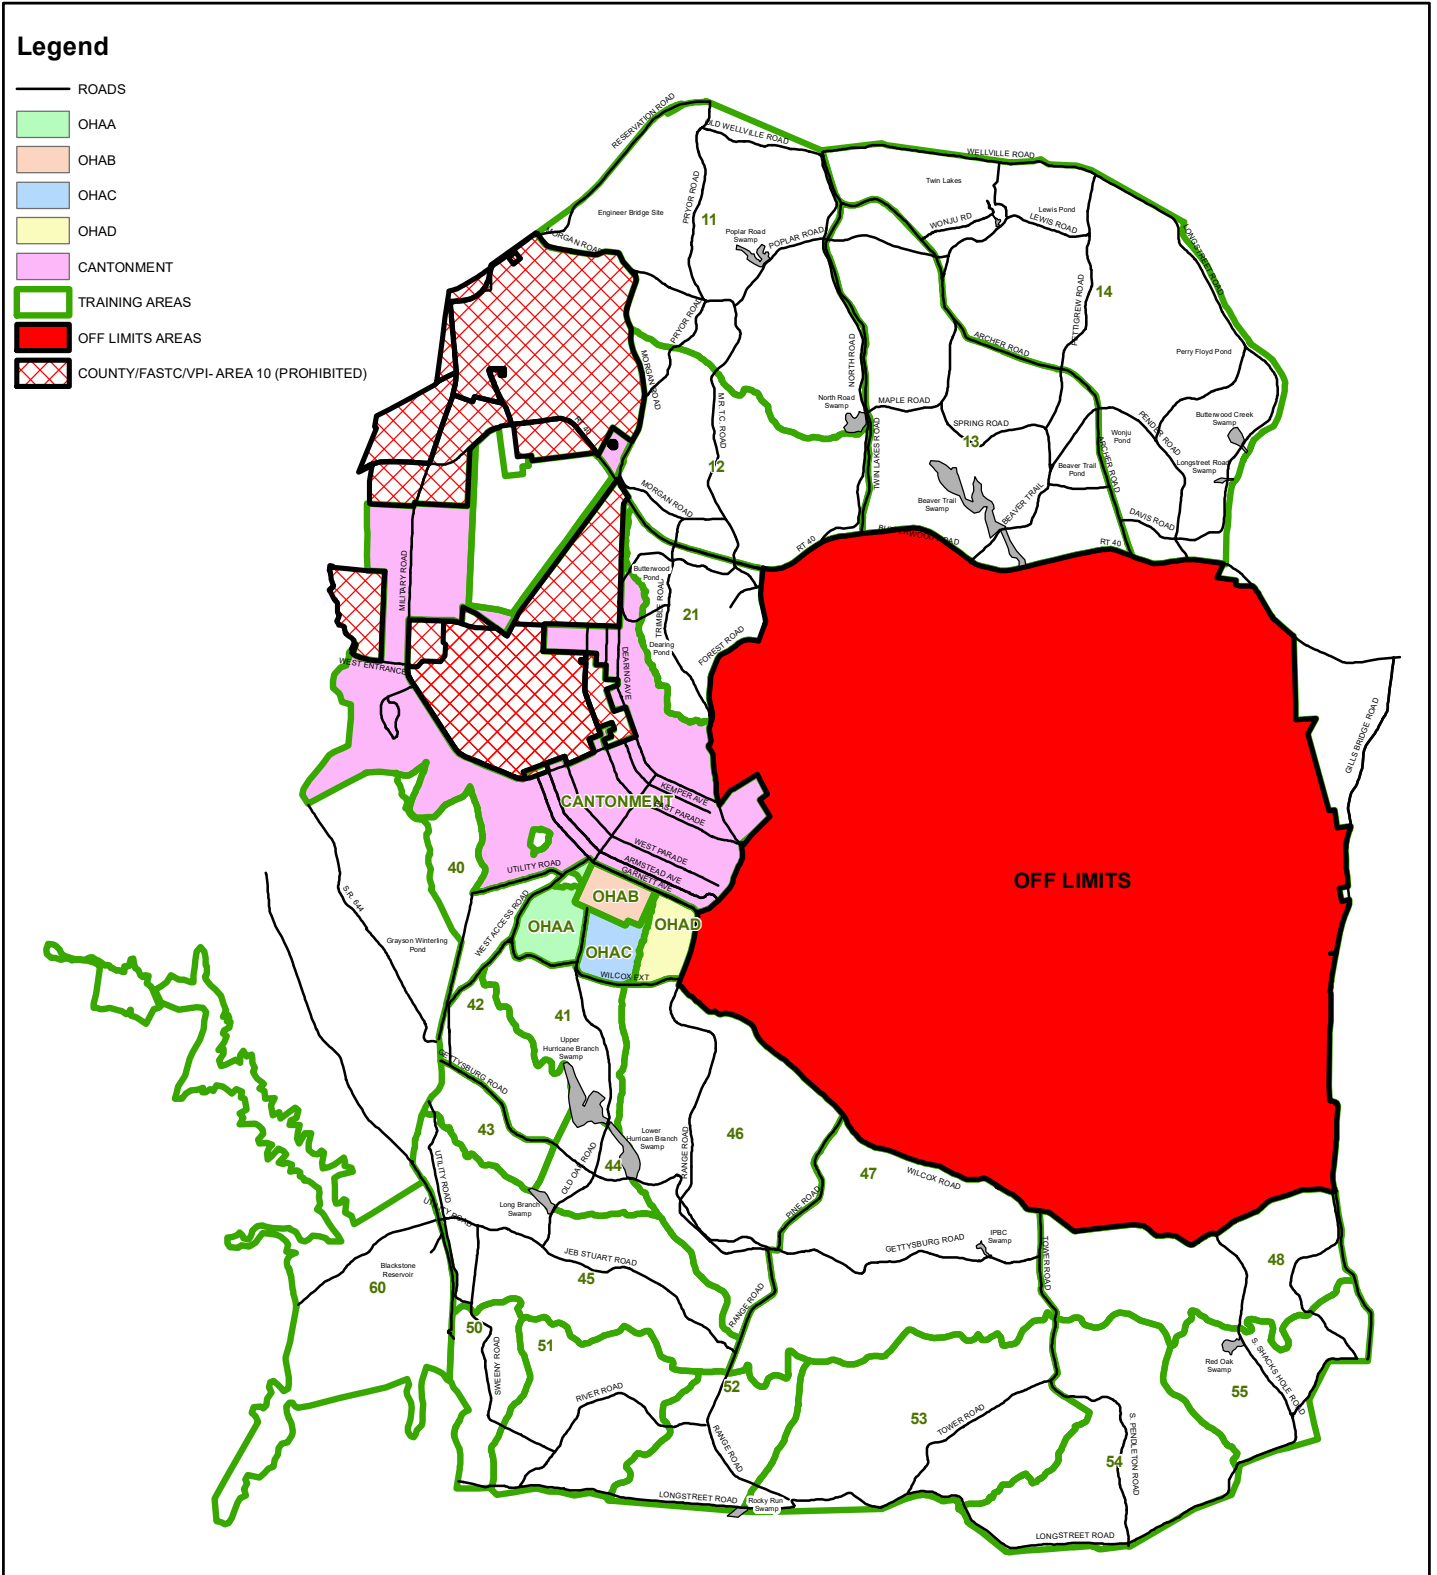 Legend
ROADS
OHAA
OHAB
OHAC
OHAD
CANTONMENT
TRAINING AREAS
OFF LIMITS AREAS
COUNTY/FASTC/VPI- AREA 10 (PROHIBITED)
RESERVATION ROAD
OLD WELLVILLE ROAD
WELLVILLE ROAD
Twin Lakes
PRYOR ROAD
Engineer Bridge Site
11
Poplar Road
Swamp
POPLAR ROAD
WONJU RD
Lewis Pond
LEWIS ROAD
LONGSTREET ROAD
MORGAN ROAD
14
PETTIGREW ROAD
PRYOR ROAD
ARCHER ROAD
NORTH ROAD
Perry Floyd Pond
MORGAN ROAD
M.R.T.C. ROAD
North Road
Swamp
MAPLE ROAD
SPRING ROAD
13
Wonju
Pond
PENDER ROAD
Butterwood Creek
Swamp
RT 40
TWIN LAKES ROAD
ARCHER ROAD
12
Beaver Trail
Pond
Longstreet Road
Swamp
MORGAN ROAD
Beaver Trail
Swamp
BEAVER TRAIL
DAVIS ROAD
RT 40
BUTTERWOOD ROAD
RT 40
MILITARY ROAD
Butterwood
Pond
TRIMBLE ROAD
21
Dearing
Pond
FOREST ROAD
WEST ENTRANCE
DEARING AVE
GILLS BRIDGE ROAD
KEMPER AVE
CANTONMENT
EAST PARADE
WEST PARADE
ARMSTEAD AVE
GARNETT AVE
40
UTILITY ROAD
OFF LIMITS
S.R. 644
WEST ACCESS ROAD
OHAB
OHAA
OHAD
Grayson Winterling
Pond
OHAC
WILCOX EXT
42
41
Upper
Hurricane Branch
Swamp
GETTYSBURG ROAD
43
Lower
Hurrican Branch
Swamp
46
44
RANGE ROAD
OLD OAK ROAD
47
WILCOX ROAD
UTILITY ROAD
UTILITY ROAD
Long Branch
Swamp
PINE ROAD
JEB STUART ROAD
GETTYSBURG ROAD
IPBC
Swamp
TOWER ROAD
48
Blackstone
Reservoir
60
45
RANGE ROAD
50
51
SWEENY ROAD
S. SHACKS HOLE ROAD
Red Oak
Swamp
55
52
RIVER ROAD
53
TOWER ROAD
RANGE ROAD
S. PENDLETON ROAD
54
LONGSTREET ROAD
Rocky Run
Swamp
LONGSTREET ROAD